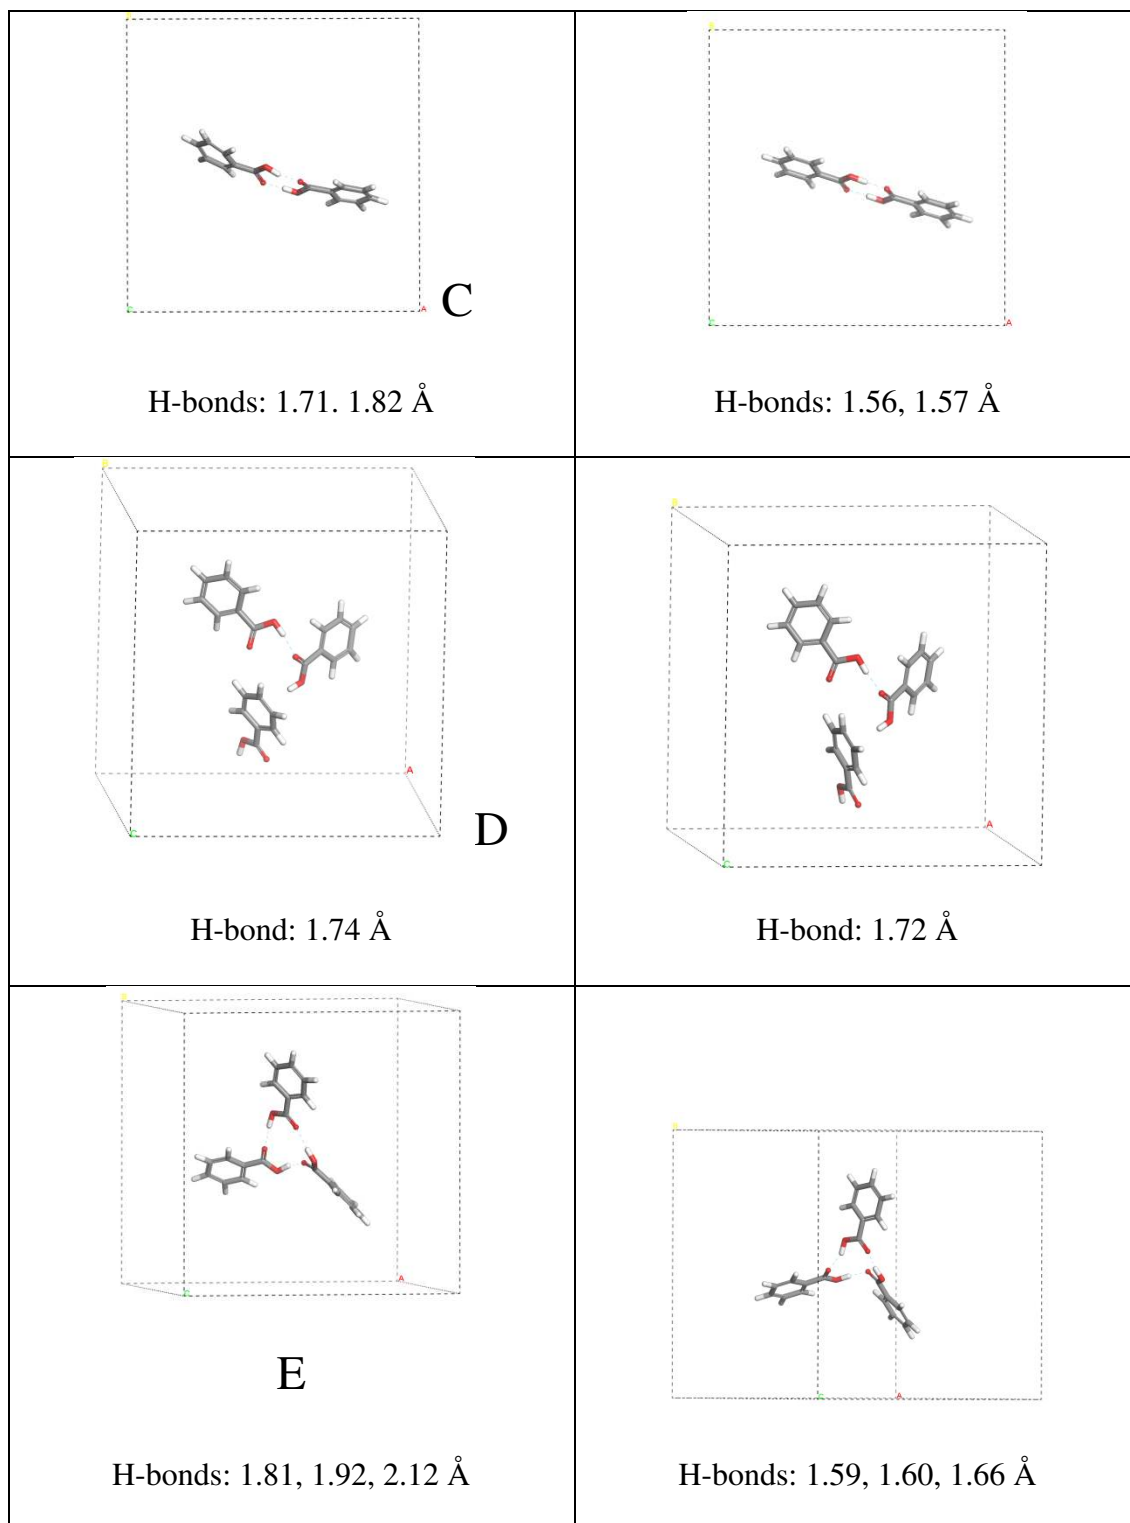 C
H-bonds: 1.71. 1.82 Å
H-bonds: 1.56, 1.57 Å
A
C
D
H-bond: 1.74 Å
A
C
H-bond: 1.72 Å
A
C
E
H-bonds: 1.81, 1.92, 2.12 Å
C
A
H-bonds: 1.59, 1.60, 1.66 Å